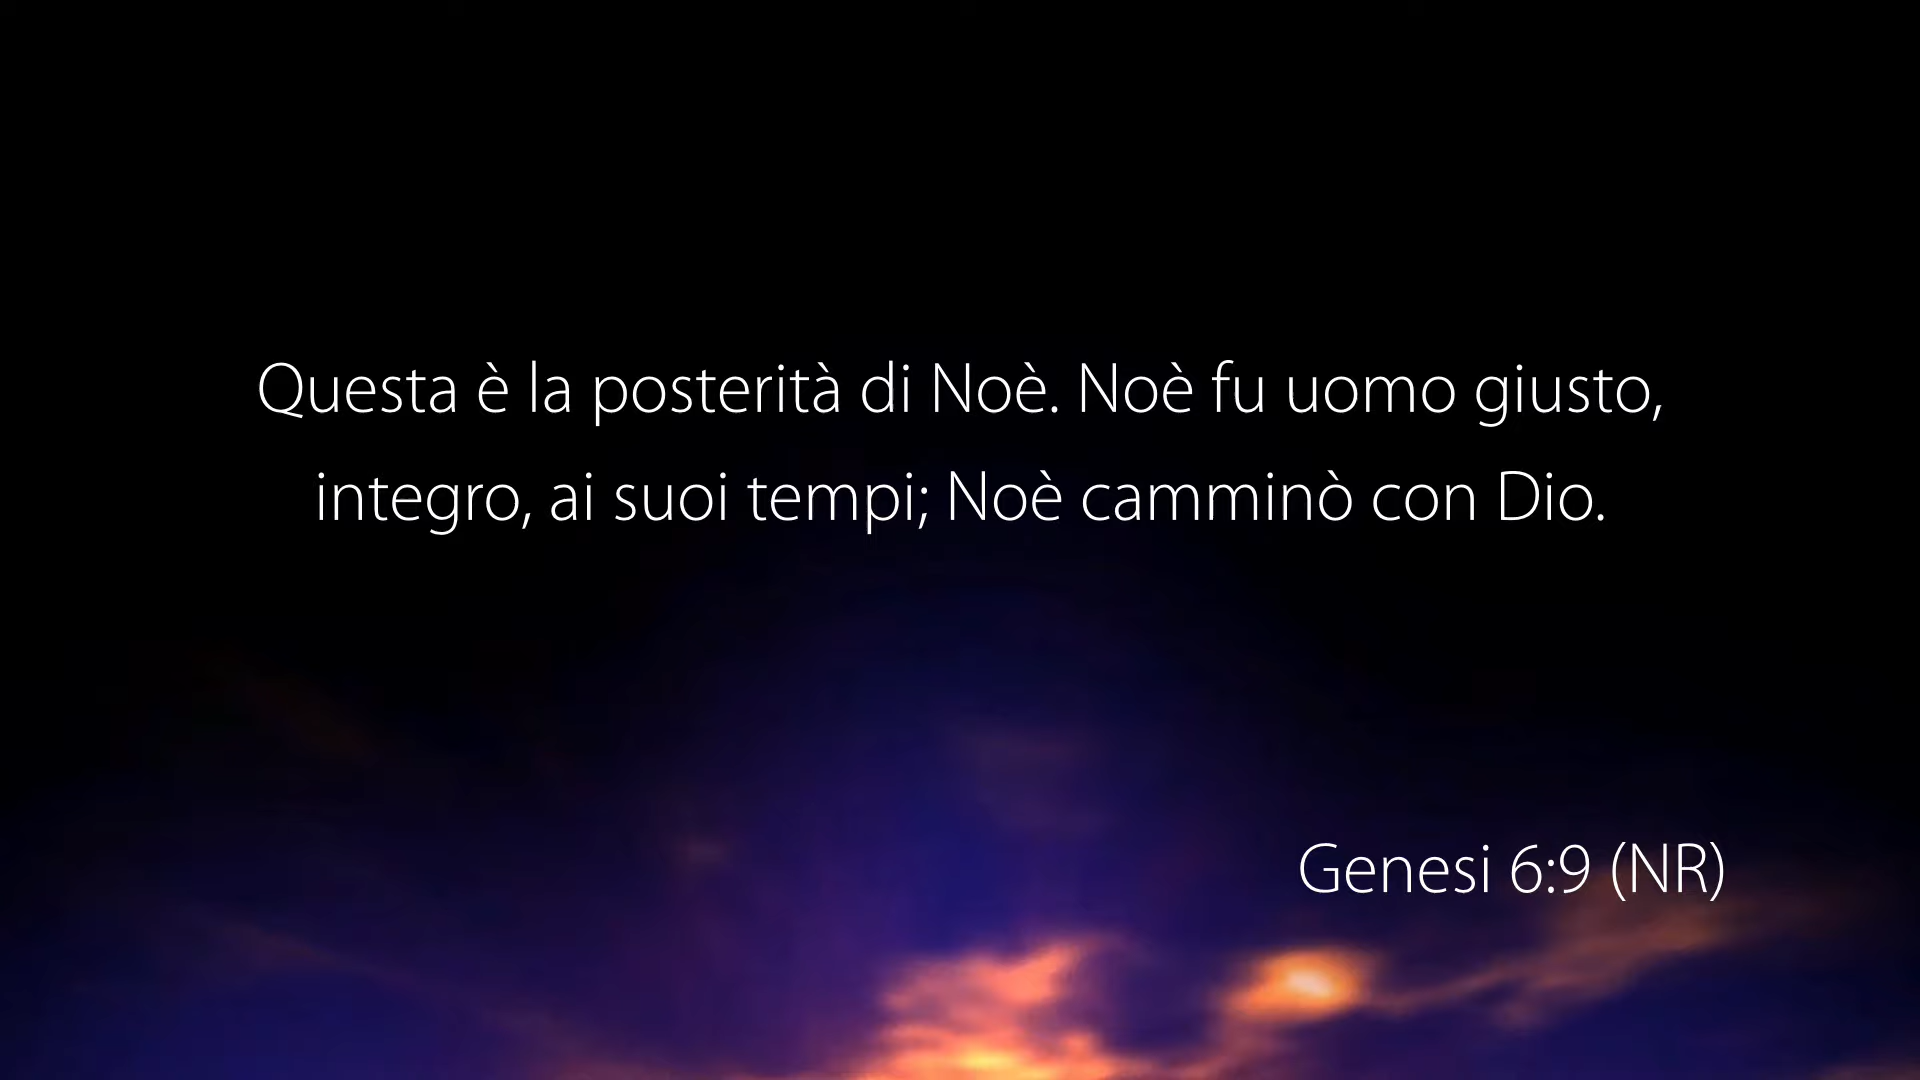 Questa è la posterità di Noè. Noè fu uomo giusto,
integro, ai suoi tempi; Noè camminò con Dio.
Genesi 6:9 (NR)